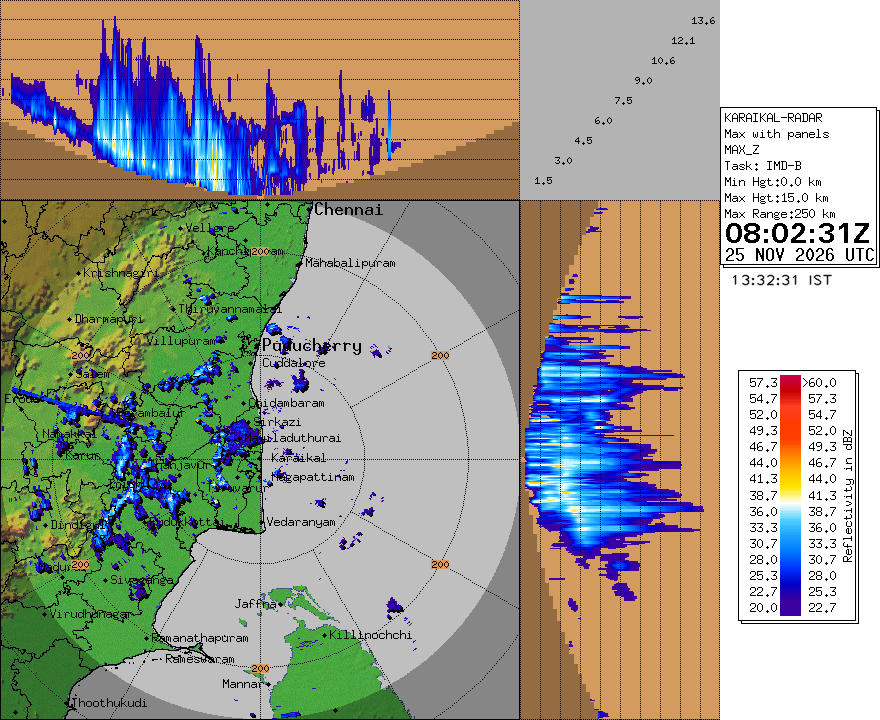 13.6
12.1
10.6
9.0
7.5
6.0
4.5
3.0
1.5
KARAIKAL-RADAR
Max with panels
MAX_Z
Task: IMD-B
Min Hgt:0.0 km
Max Hgt:15.0 km
Max Range:250 km
08:02:31Z
25 NOV 2026 UTC
13:32:31 IST
Chennai
Vellore
200
Mahabalipuram
Krishnagiri
Thiruvannamalai
Dharmapuri
Villupuram
Puducherry
200
200
Cuddalore
Salem
Chidambaram
Sirkazi
Mayiladuthurai
Namakkal
Karur
Karaikal
Nagapattinam
Vedaranyam
Pudukkottai
Dindigul
200
200
Sivaganga
Jaffna
Virudhunagar
Killinochchi
Ramanathapuram
Rameswaram
200
Mannar
Thoothukudi
57.3 >60.0
54.7 57.3
52.0 54.7
49.3 52.0
46.7 49.3
44.0 46.7
41.3 44.0
38.7 41.3
36.0 38.7
33.3 36.0
30.7 33.3
28.0 30.7
25.3 28.0
22.7 25.3
20.0 22.7
Reflectivity in dBZ